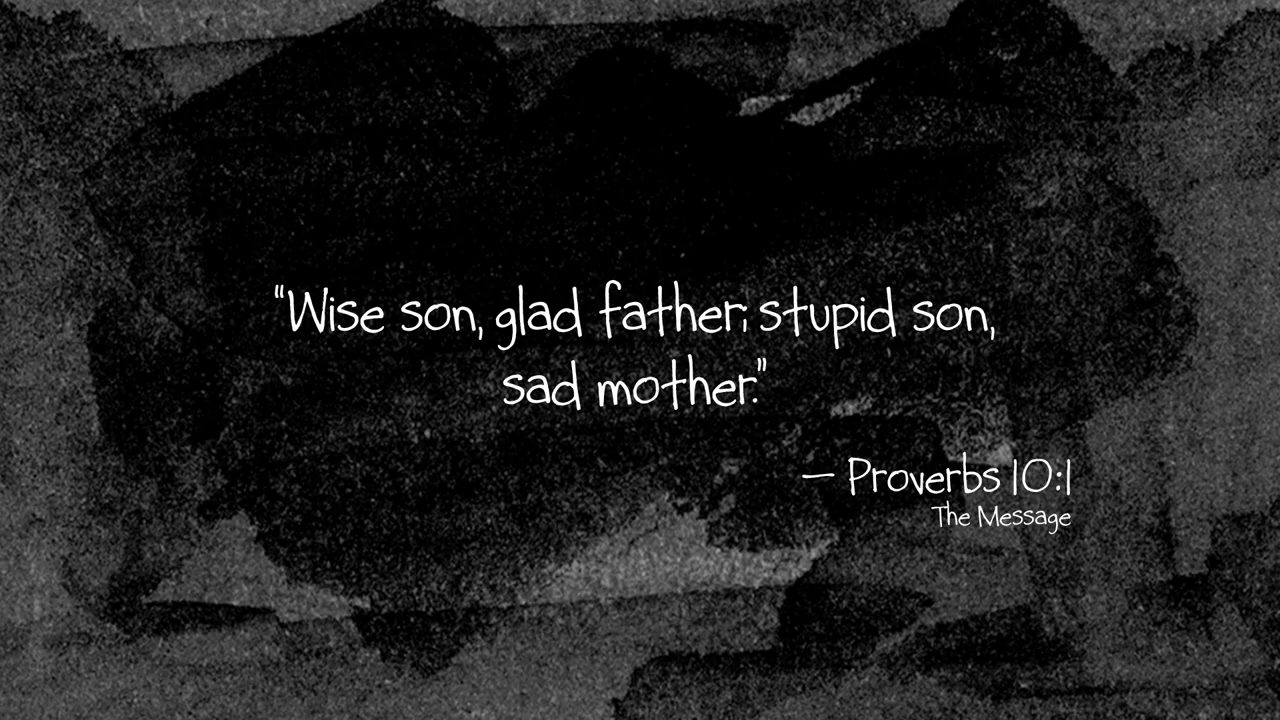 "Wise son, glad father; stupid son,
sad mother."
— Proverbs 10:1
The Message